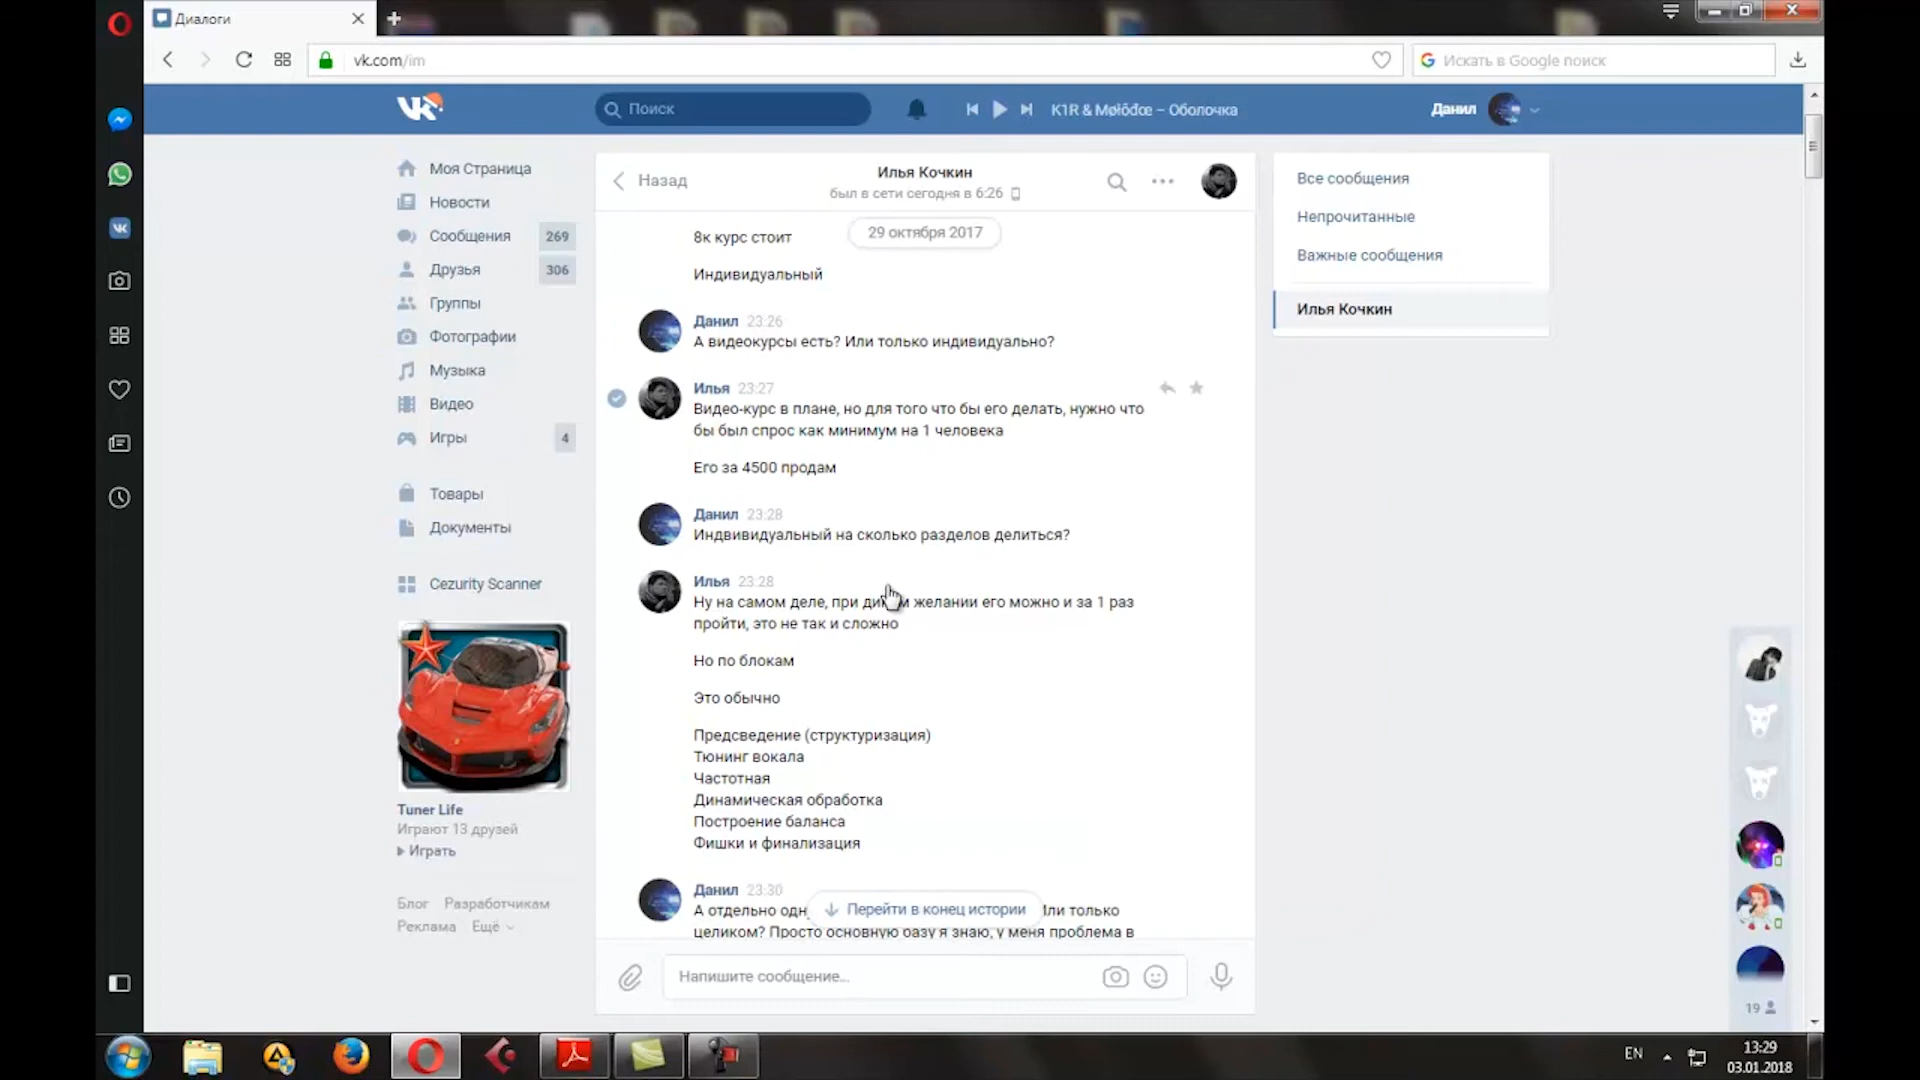 Диалоги
vk.com/im
Искать в Google поиск
Поиск
K1R & Møłōđœ – Оболочка
Данил
Моя Страница
Новости
Сообщения 269
Друзья 306
Группы
Фотографии
Музыка
Видео
Игры 4
Товары
Документы
Cezurity Scanner
Tuner Life
Играют 13 друзей
Играть
Блог Разработчикам
Реклама Ещё
Назад
Илья Кочкин
был в сети сегодня в 6:26
29 октября 2017
8к курс стоит
Индивидуальный
Данил 23:26
А видеокурсы есть? Или только индивидуально?
Илья 23:27
Видео-курс в плане, но для того что бы его делать, нужно что
бы был спрос как минимум на 1 человека
Его за 4500 продам
Данил 23:28
Индвивидуальный на сколько разделов делиться?
Илья 23:28
Ну на самом деле, при желании его можно и за 1 раз
пройти, это не так и сложно
Но по блокам
Это обычно
Предсведение (структуризация)
Тюнинг вокала
Частотная
Динамическая обработка
Построение баланса
Фишки и финализация
Данил 23:30
А отдельно Или только
Перейти в конец истории
целиком? Просто основную базу я знаю, у меня проблема в
Напишите сообщение...
Все сообщения
Непрочитанные
Важные сообщения
Илья Кочкин
19
EN
13:29
03.01.2018